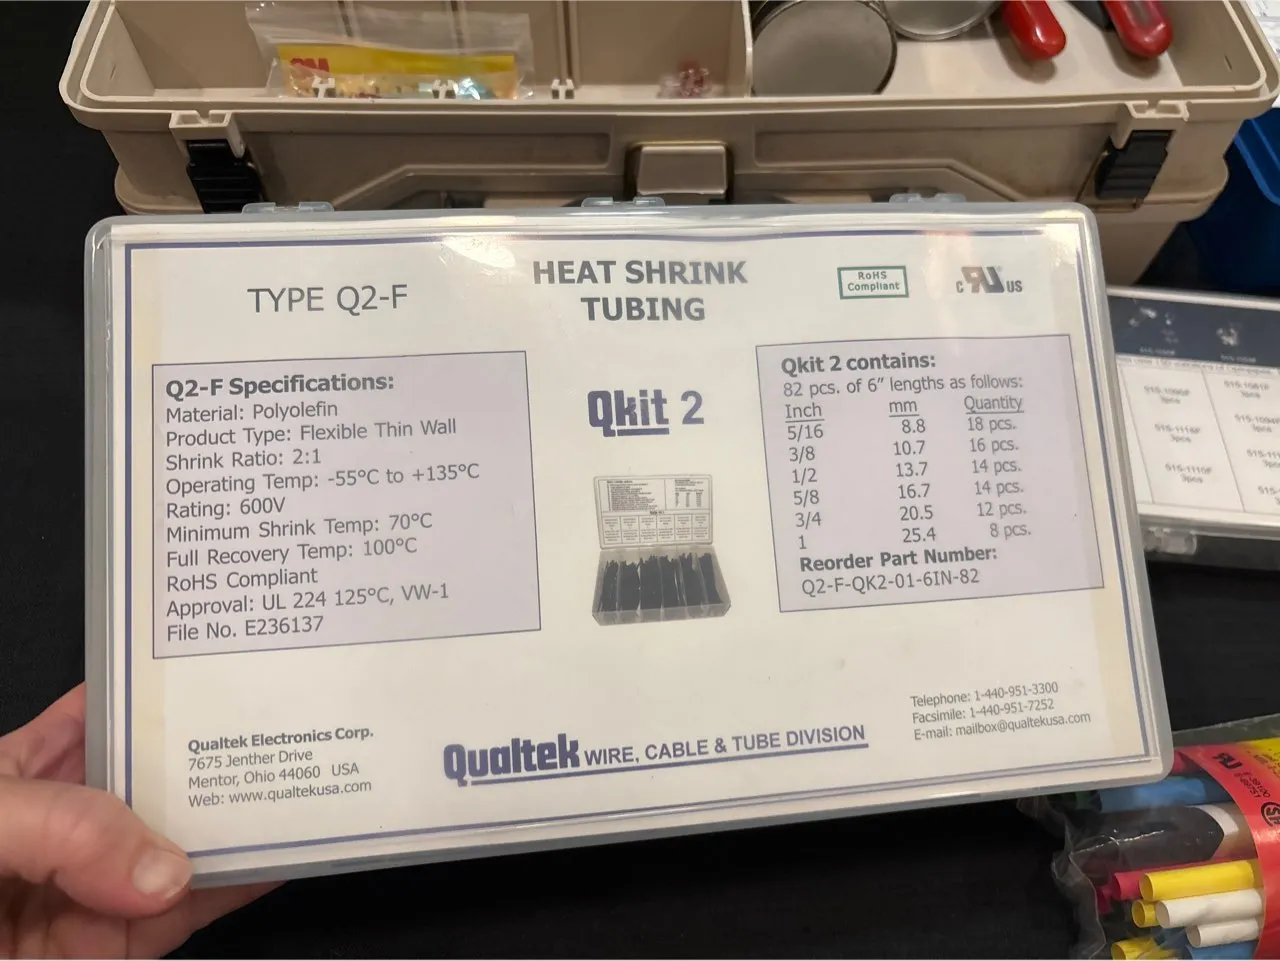 3M
TYPE Q2-F
HEAT SHRINK
TUBING
RoHS
Compliant
c RU US
Q2-F Specifications:
Material: Polyolefin
Product Type: Flexible Thin Wall
Shrink Ratio: 2:1
Operating Temp: -55°C to +135°C
Rating: 600V
Minimum Shrink Temp: 70°C
Full Recovery Temp: 100°C
RoHS Compliant
Approval: UL 224 125°C, VW-1
File No. E236137
Qkit 2
Qkit 2 contains:
82 pcs. of 6″ lengths as follows:
Inch mm Quantity
5/16 8.8 18 pcs.
3/8 10.7 16 pcs.
1/2 13.7 14 pcs.
5/8 16.7 14 pcs.
3/4 20.5 12 pcs.
1 25.4 8 pcs.
Reorder Part Number:
Q2-F-QK2-01-6IN-82
Qualtek Electronics Corp.
7675 Jenther Drive
Mentor, Ohio 44060 USA
Web: www.qualtekusa.com
Qualtek WIRE, CABLE & TUBE DIVISION
Telephone: 1-440-951-3300
Facsimile: 1-440-951-7252
E-mail: mailbox@qualtekusa.com